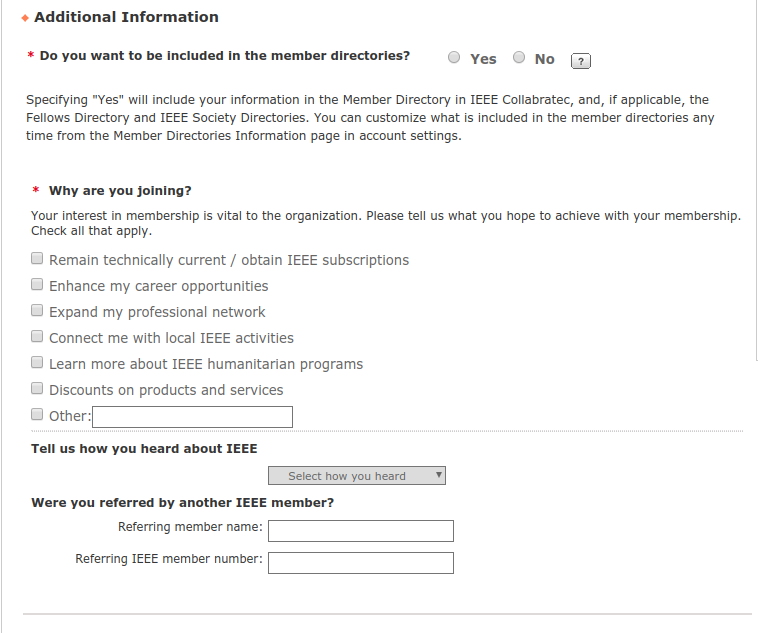 Additional Information
* Do you want to be included in the member directories? Yes No ?
Specifying "Yes" will include your information in the Member Directory in IEEE Collabratec, and, if applicable, the
Fellows Directory and IEEE Society Directories. You can customize what is included in the member directories any
time from the Member Directories Information page in account settings.
* Why are you joining?
Your interest in membership is vital to the organization. Please tell us what you hope to achieve with your membership.
Check all that apply.
Remain technically current / obtain IEEE subscriptions
Enhance my career opportunities
Expand my professional network
Connect me with local IEEE activities
Learn more about IEEE humanitarian programs
Discounts on products and services
Other:
Tell us how you heard about IEEE
Select how you heard
Were you referred by another IEEE member?
Referring member name:
Referring IEEE member number: